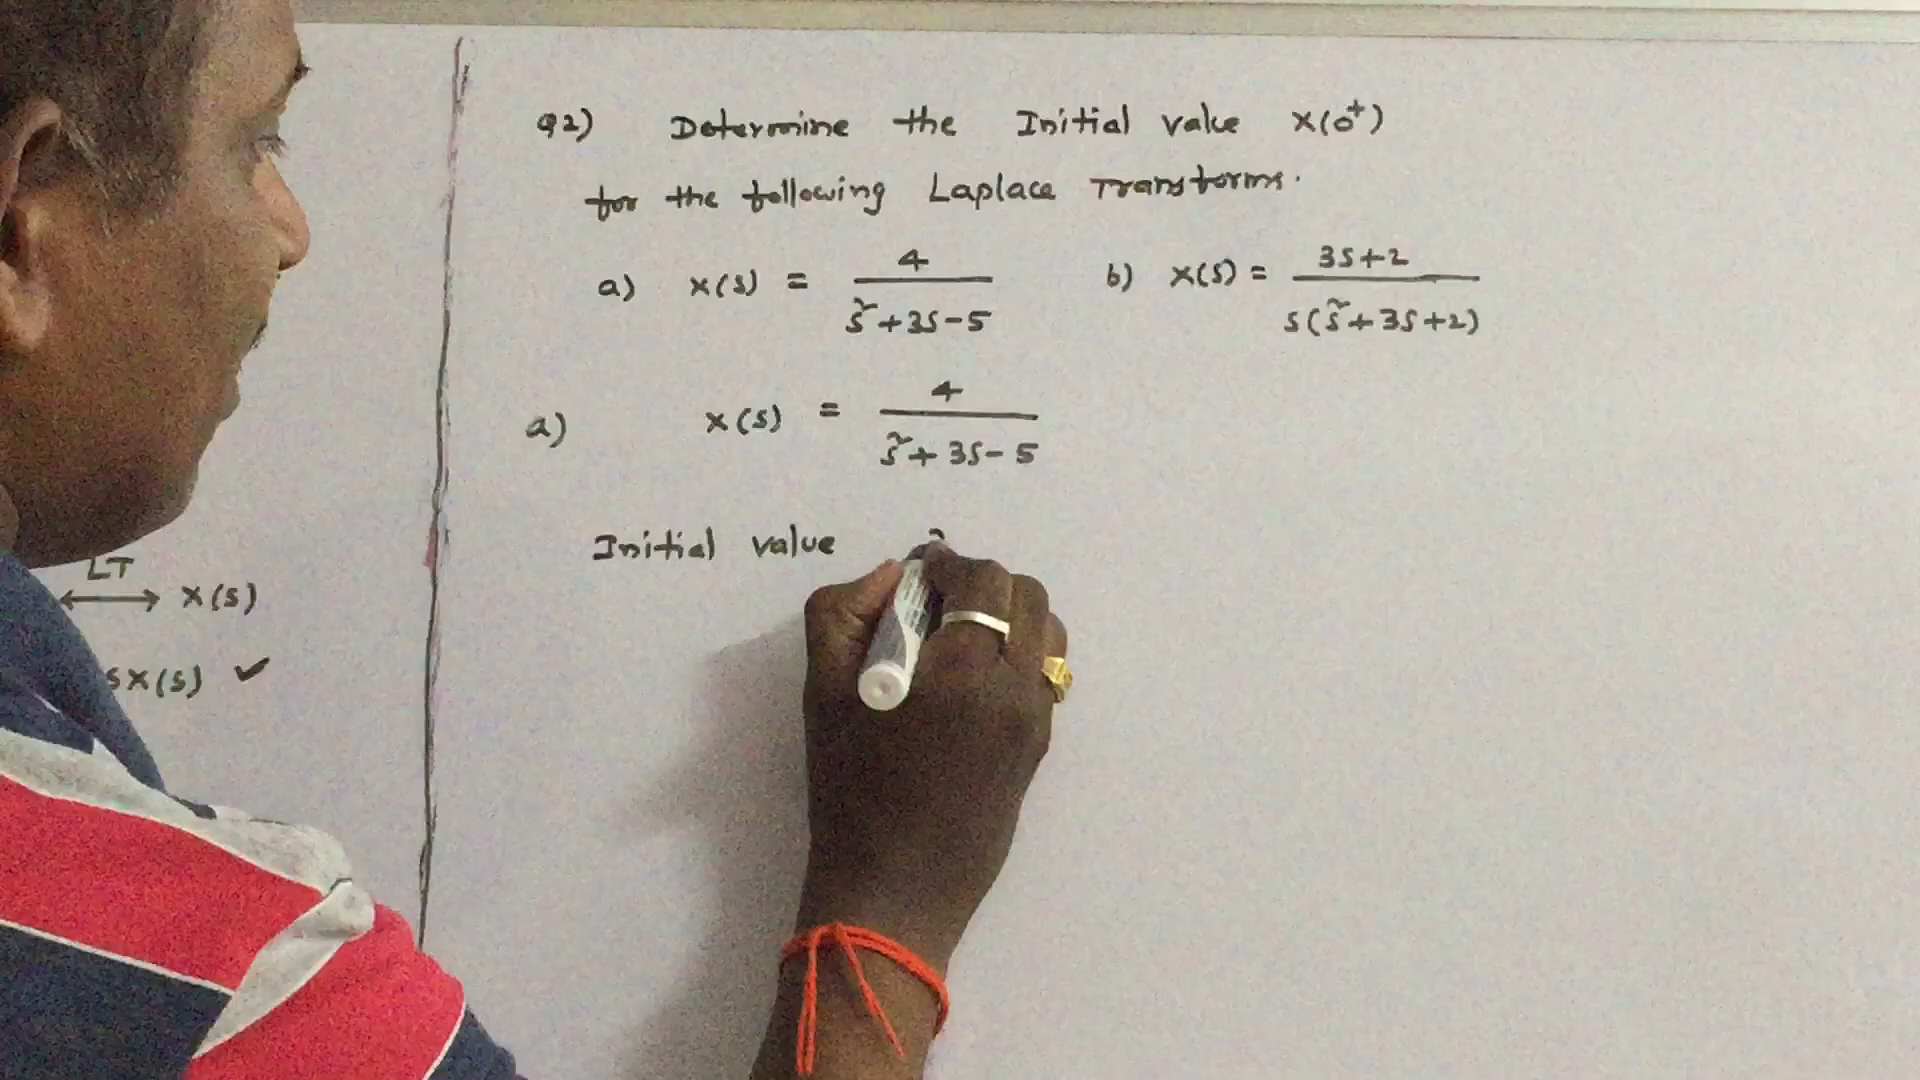 Q2) Determine the Initial value x(0⁺)
for the following Laplace Transforms.
a) X(s) = 4 / (s²+3s-5) b) X(s) = 3s+2 / (s(s²+3s+2))
a) X(s) = 4 / (s²+3s-5)
Initial value
LT
↔ X(s)
sX(s) ✓